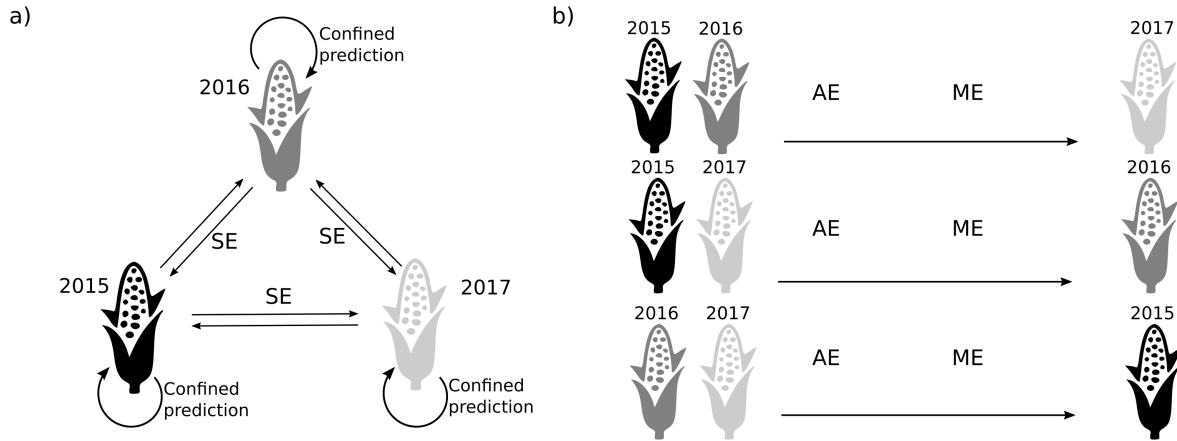 a)
Confined
prediction
2016
SE
SE
2015
SE
2017
Confined
prediction
Confined
prediction
b)
2015 2016
AE ME
2017
2015 2017
AE ME
2016
2016 2017
AE ME
2015